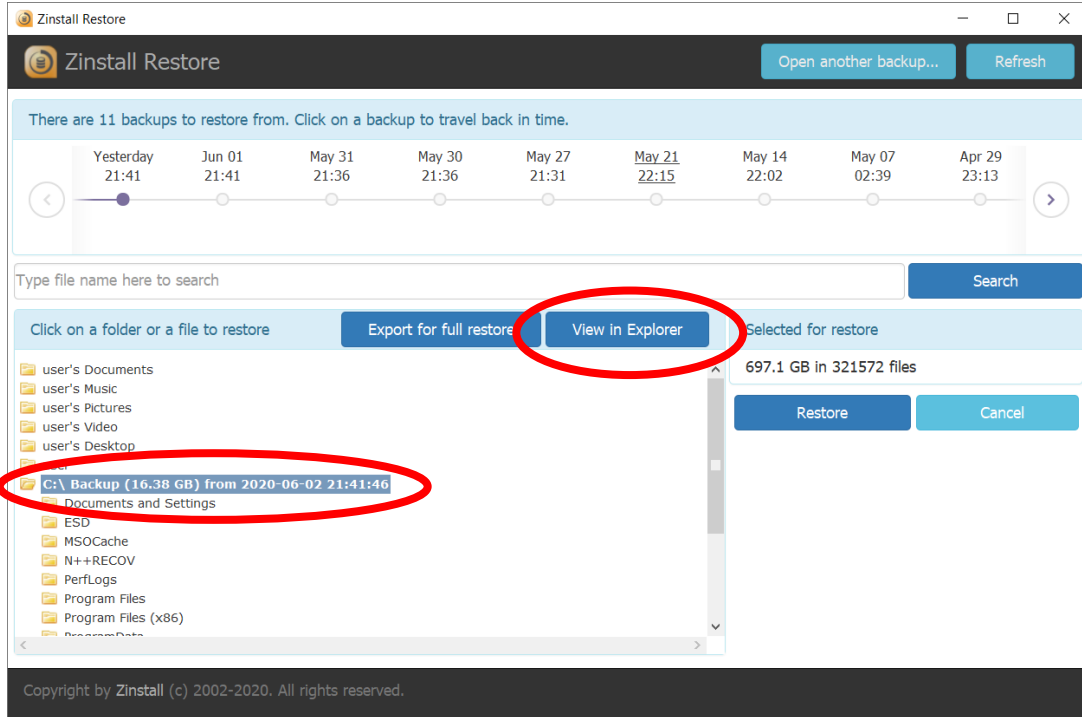 Zinstall Restore
Zinstall Restore
Open another backup...
Refresh
There are 11 backups to restore from. Click on a backup to travel back in time.
Yesterday Jun 01 May 31 May 30 May 27 May 21 May 14 May 07 Apr 29
21:41 21:41 21:36 21:36 21:31 22:15 22:02 02:39 23:13
Type file name here to search
Search
Click on a folder or a file to restore
Export for full restore
View in Explorer
Selected for restore
user's Documents
user's Music
user's Pictures
user's Video
user's Desktop
C:\ Backup (16.38 GB) from 2020-06-02 21:41:46
Documents and Settings
ESD
MSOCache
N++RECOV
PerfLogs
Program Files
Program Files (x86)
ProgramData
697.1 GB in 321572 files
Restore
Cancel
Copyright by Zinstall (c) 2002-2020. All rights reserved.